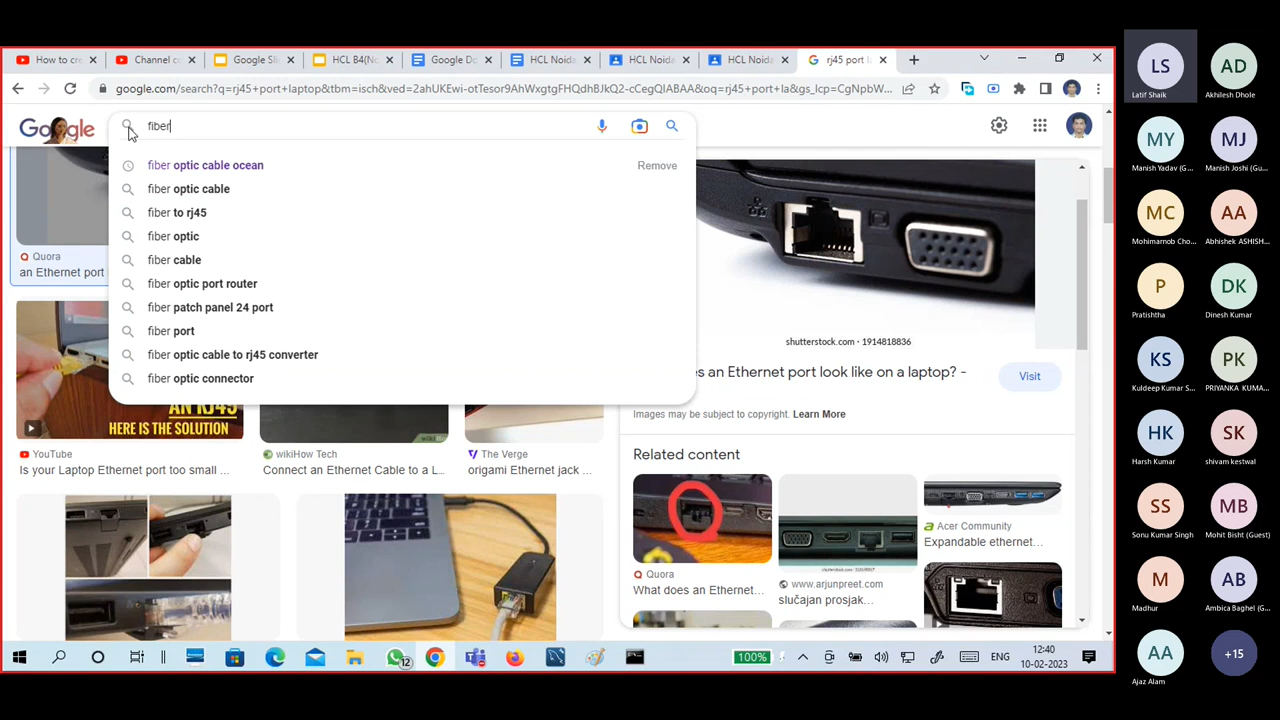 How to cre
Channel co
Google Sli
HCL B4(No
Google Do
HCL Noida
HCL Noida
HCL Noida
rj45 port la
google.com/search?q=rj45+port+laptop&tbm=isch&ved=2ahUKEwi-otTesor9AhWxgtgFHQdhBJkQ2-cCegQIABAA&oq=rj45+port+la&gs_lcp=CgNpbW...
Google
fiber
fiber optic cable ocean
Remove
fiber optic cable
fiber to rj45
fiber optic
fiber cable
fiber optic port router
fiber patch panel 24 port
fiber port
fiber optic cable to rj45 converter
fiber optic connector
Quora
an Ethernet port
AN RJ45
HERE IS THE SOLUTION
YouTube
Is your Laptop Ethernet port too small ...
wikiHow Tech
Connect an Ethernet Cable to a L...
The Verge
origami Ethernet jack ...
shutterstock.com · 1914818836
es an Ethernet port look like on a laptop? -
Visit
Images may be subject to copyright. Learn More
Related content
Quora
What does an Ethernet...
www.arjunpreet.com
slučajan prosjak...
Acer Community
Expandable ethernet...
12
100%
ENG
12:40
10-02-2023
LS
Latif Shaik
AD
Akhilesh Dhole
MY
Manish Yadav (G...
MJ
Manish Joshi (Gu...
MC
Mohimarnob Cho...
AA
Abhishek ASHISH...
P
Pratishtha
DK
Dinesh Kumar
KS
Kuldeep Kumar S...
PK
PRIYANKA KUMA...
HK
Harsh Kumar
SK
shivam kestwal
SS
Sonu Kumar Singh
MB
Mohit Bisht (Guest)
M
Madhur
AB
Ambica Baghel (G...
AA
Ajaz Alam
+15